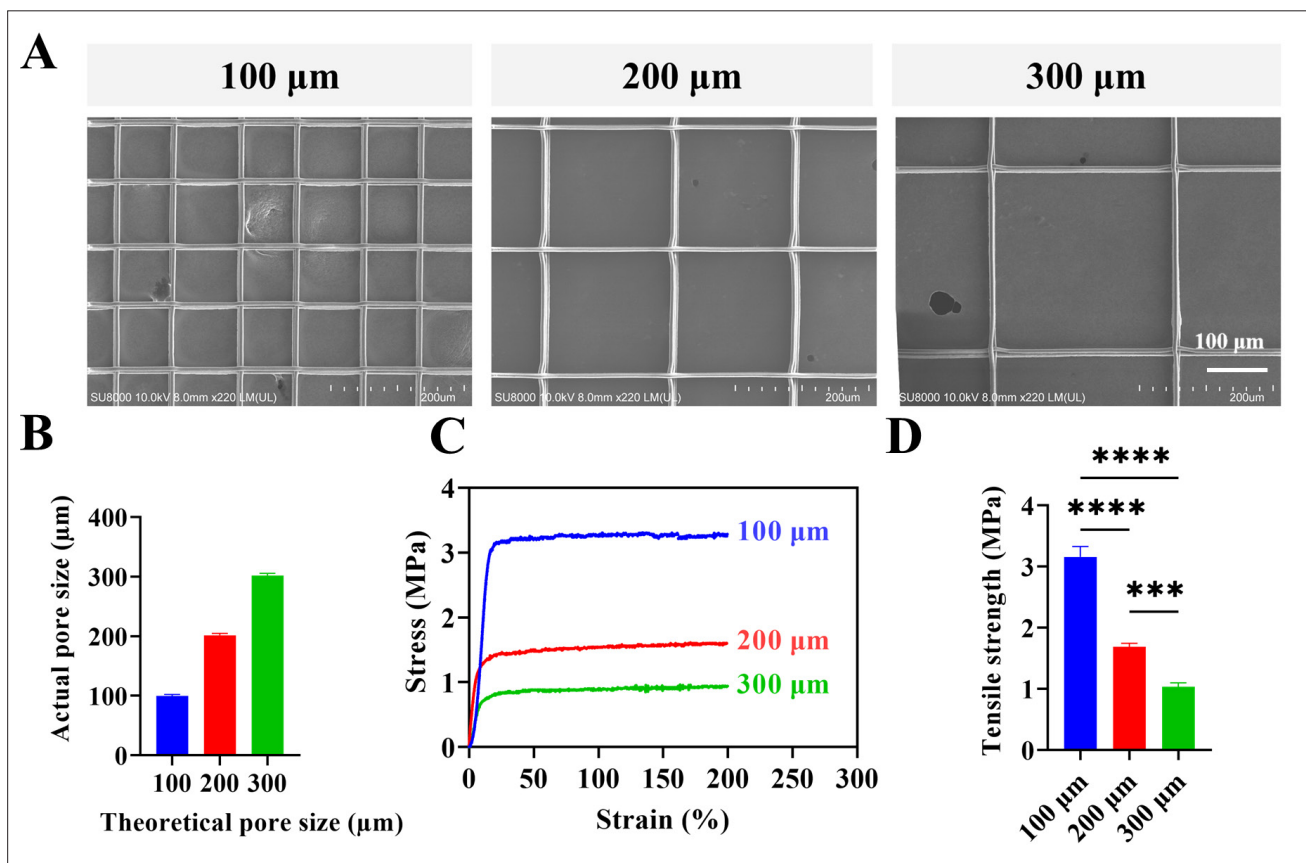 A
100 μm
200 μm
300 μm
100 μm
SU8000 10.0kV 8.0mm x220 LM(UL)
200um
SU8000 10.0kV 8.0mm x220 LM(UL)
200um
SU8000 10.0kV 8.0mm x220 LM(UL)
200um
B
Actual pore size (μm)
400
300
200
100
0
100 200 300
Theoretical pore size (μm)
C
Stress (MPa)
4
3
2
1
0
100 μm
200 μm
300 μm
0 50 100 150 200 250 300
Strain (%)
D
Tensile strength (MPa)
****
****
***
4
3
2
1
0
100 μm
200 μm
300 μm